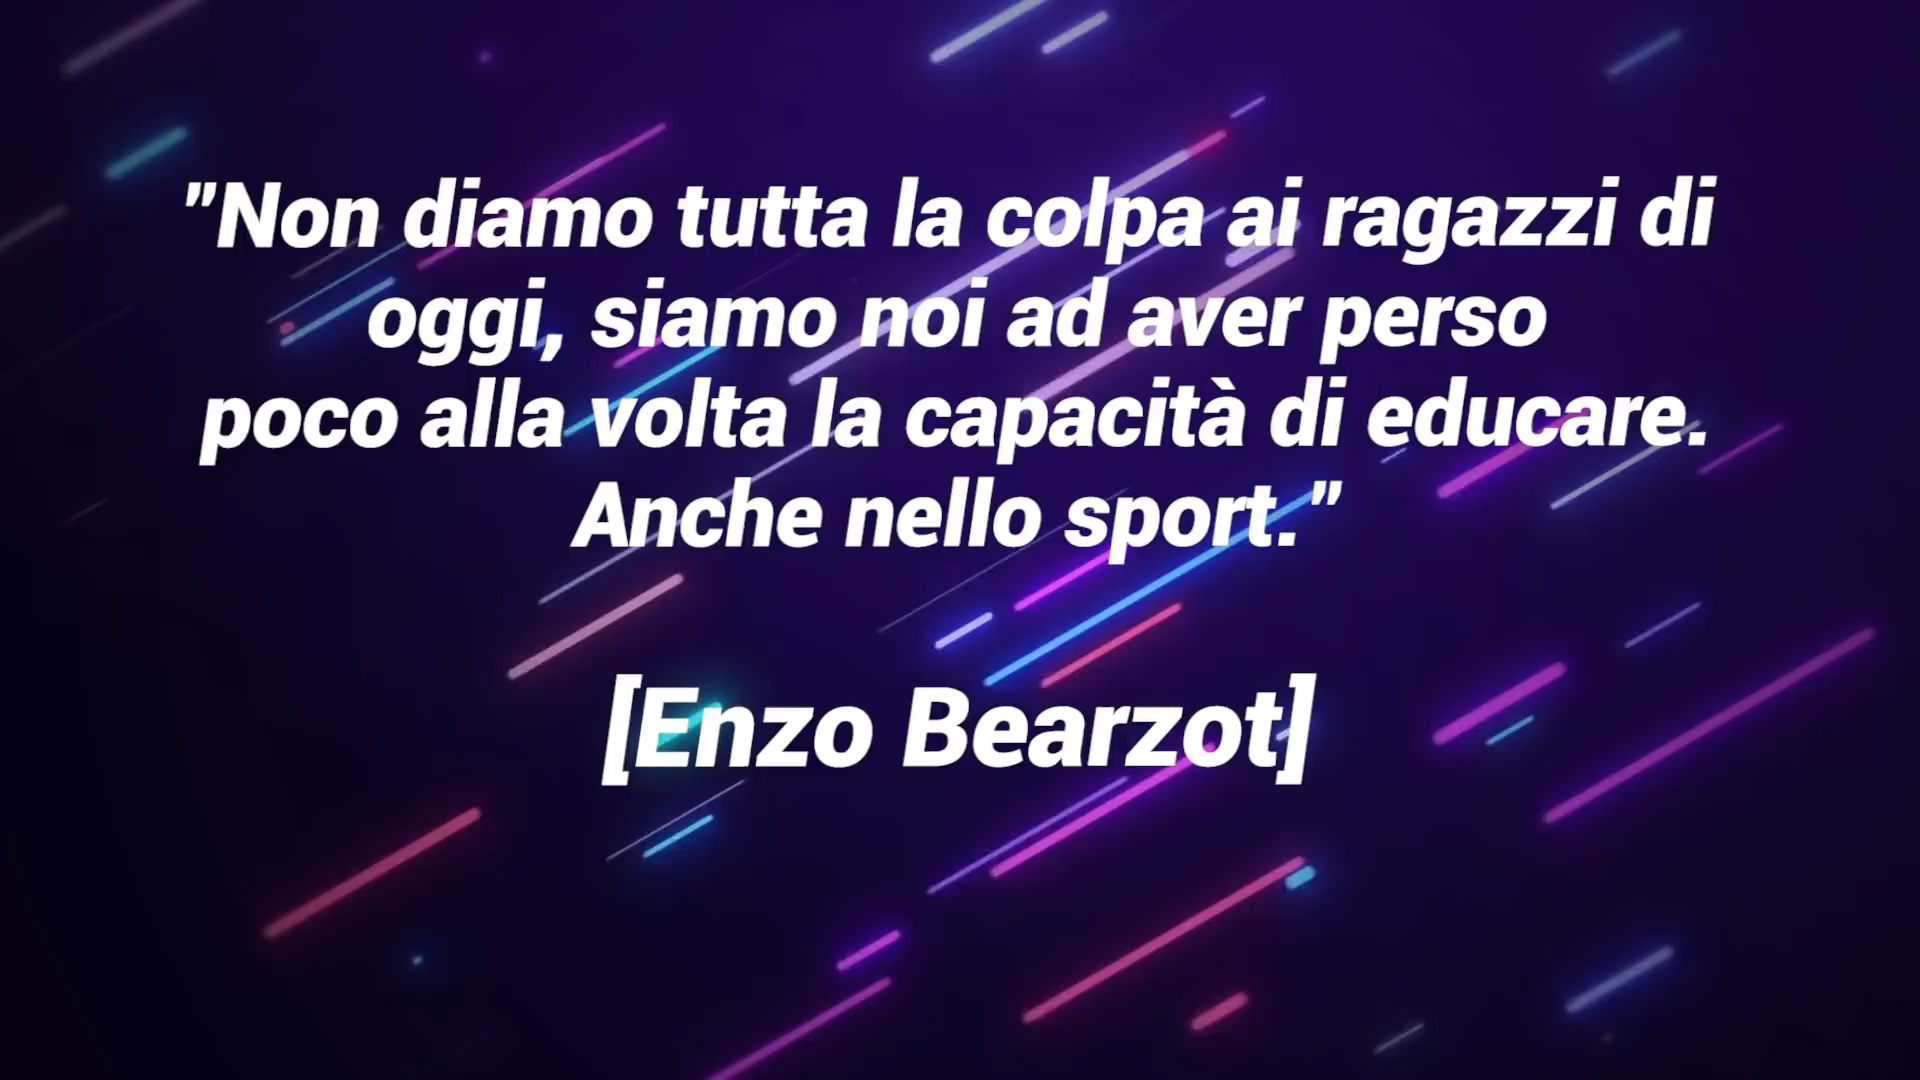 "Non diamo tutta la colpa ai ragazzi di
oggi, siamo noi ad aver perso
poco alla volta la capacità di educare.
Anche nello sport."
[Enzo Bearzot]